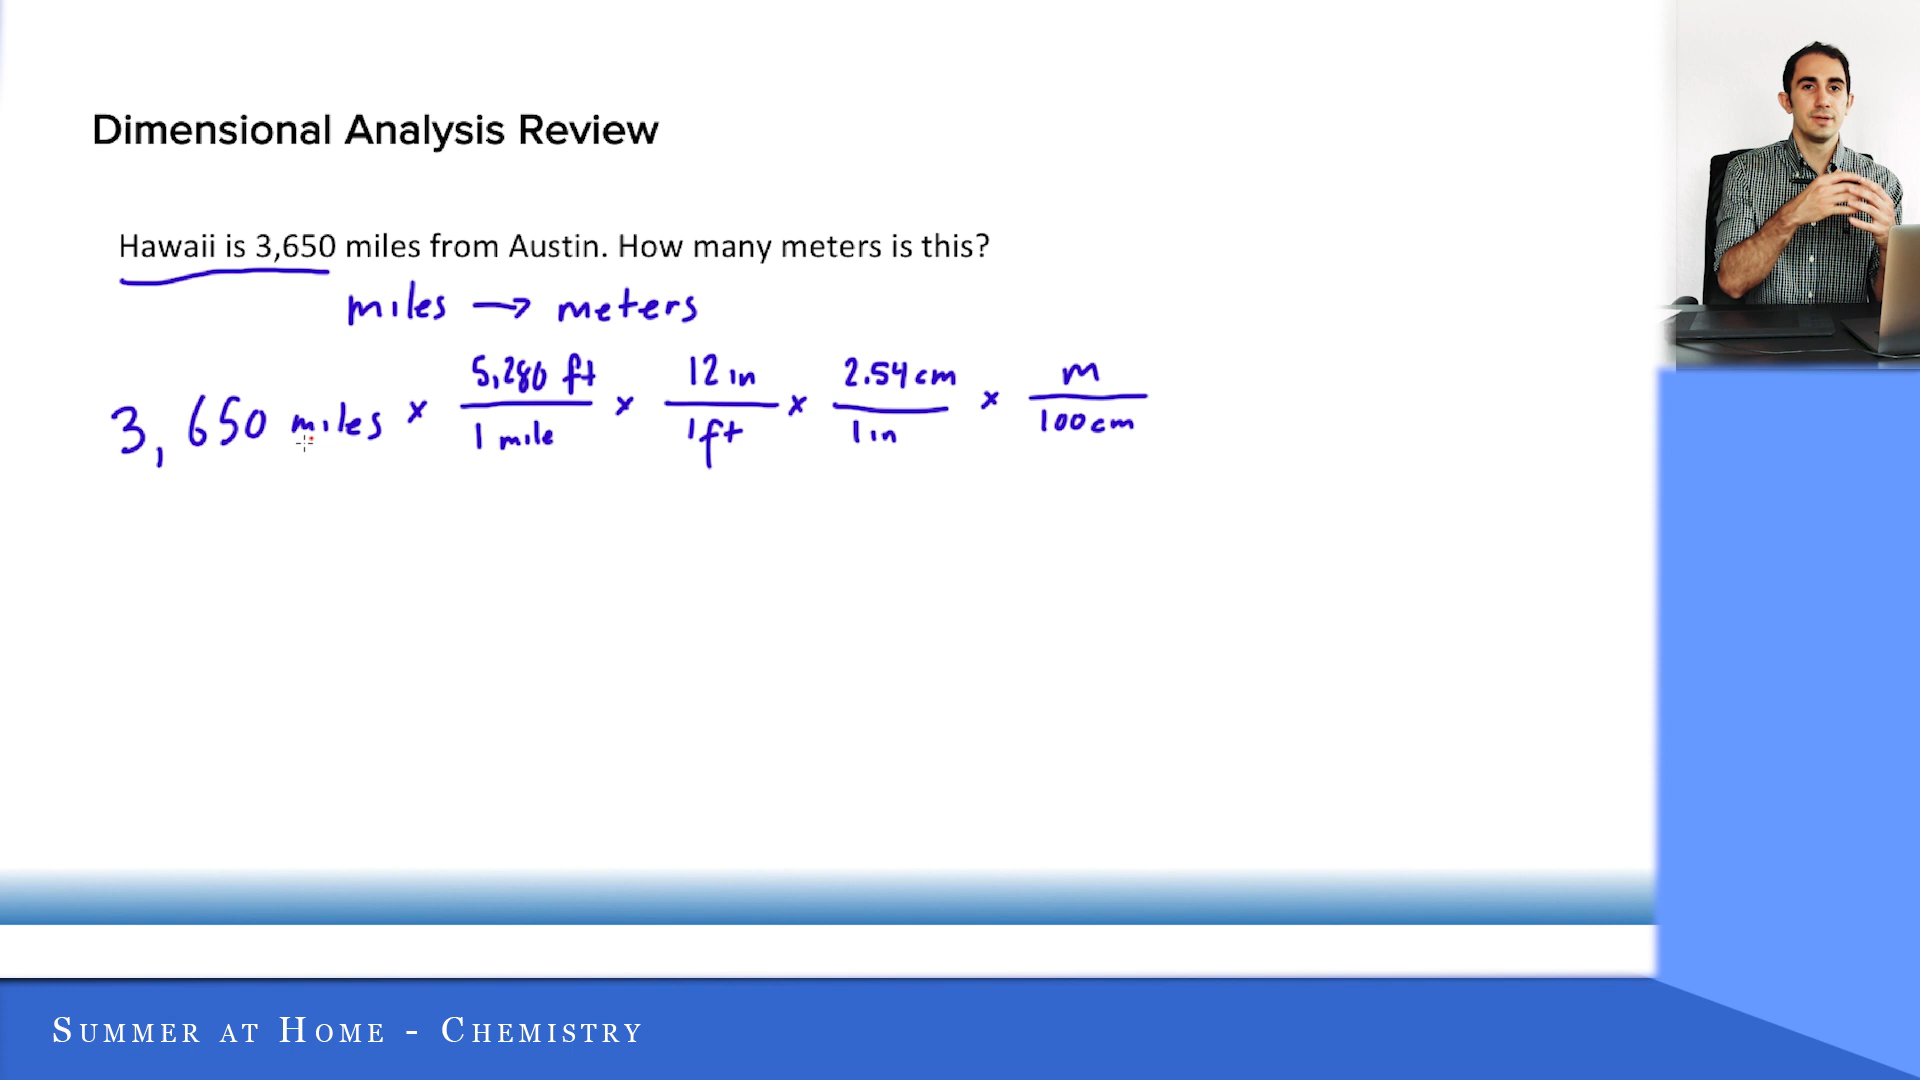 Dimensional Analysis Review
Hawaii is 3,650 miles from Austin. How many meters is this?
miles → meters
3,650 miles × 5,280 ft / 1 mile × 12 in / 1 ft × 2.54 cm / 1 in × m / 100 cm
SUMMER AT HOME - CHEMISTRY